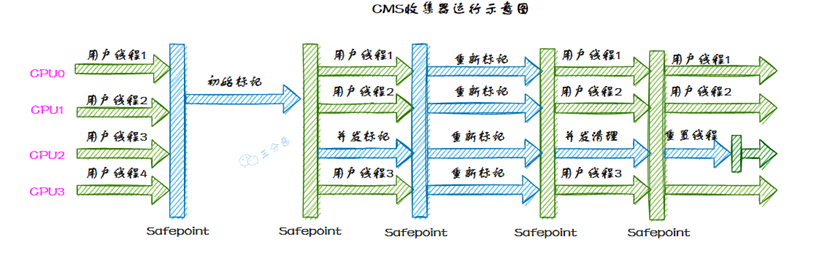 CMS收集器运行示意图
用户线程1 用户线程1 重新标记 用户线程1 用户线程1
CPU0 初始标记
用户线程2 用户线程2 重新标记 用户线程2 用户线程2
CPU1
用户线程3 并发标记 重新标记 并发清理 重置线程
CPU2 三分恶
用户线程4 用户线程3 重新标记 用户线程3
CPU3
Safepoint Safepoint Safepoint Safepoint Safepoint